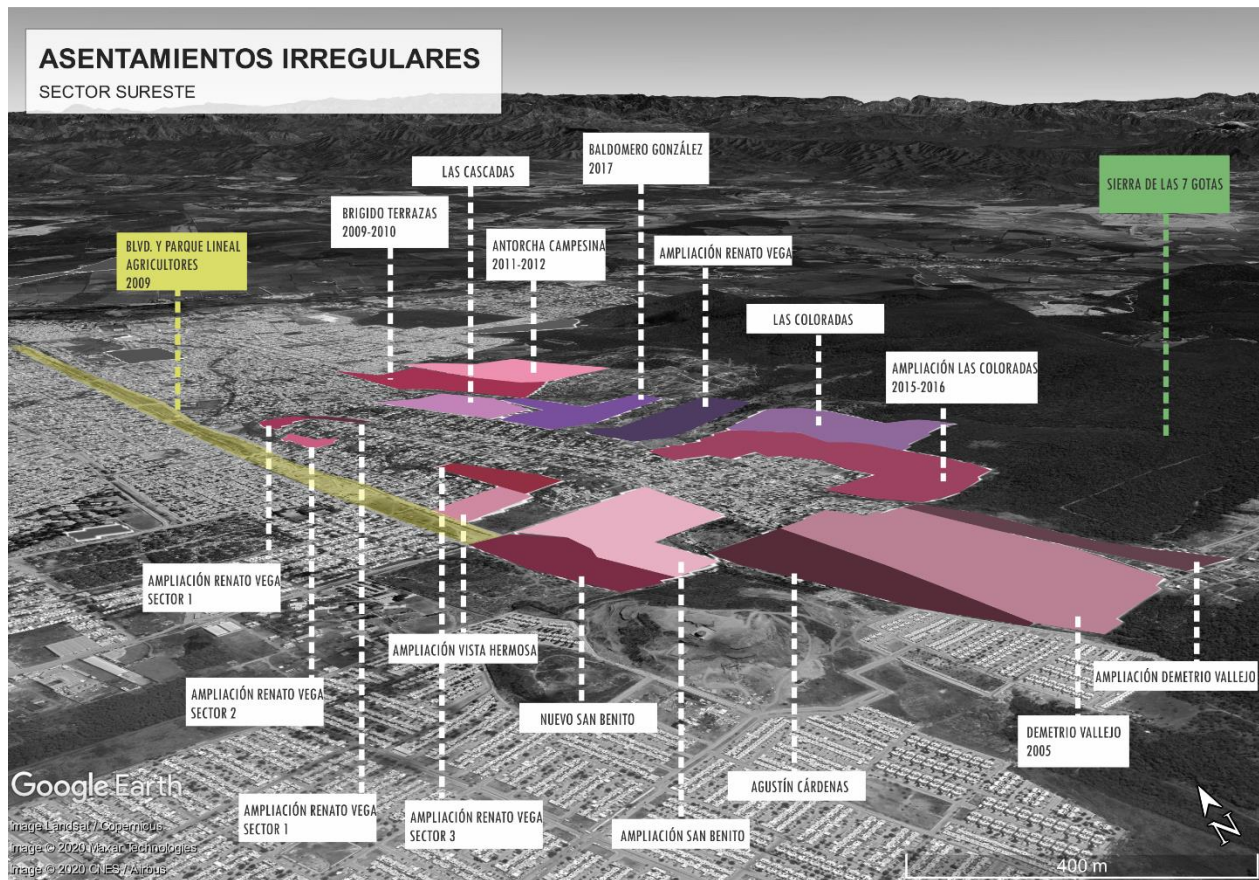 ASENTAMIENTOS IRREGULARES
SECTOR SURESTE
BALDOMERO GONZÁLEZ
2017
LAS CASCADAS
SIERRA DE LAS 7 GOTAS
BRIGIDO TERRAZAS
2009-2010
ANTORCHA CAMPESINA
2011-2012
AMPLIACIÓN RENATO VEGA
BLVD. Y PARQUE LINEAL
AGRICULTORES
2009
LAS COLORADAS
AMPLIACIÓN LAS COLORADAS
2015-2016
AMPLIACIÓN RENATO VEGA
SECTOR 1
AMPLIACIÓN VISTA HERMOSA
AMPLIACIÓN DEMETRIO VALLEJO
AMPLIACIÓN RENATO VEGA
SECTOR 2
NUEVO SAN BENITO
DEMETRIO VALLEJO
2005
AGUSTÍN CÁRDENAS
AMPLIACIÓN RENATO VEGA
SECTOR 1
AMPLIACIÓN RENATO VEGA
SECTOR 3
AMPLIACIÓN SAN BENITO
Google Earth
Image Landsat / Copernicus
Image © 2020 Maxar Technologies
Image © 2020 CNES / Airbus
N
400 m